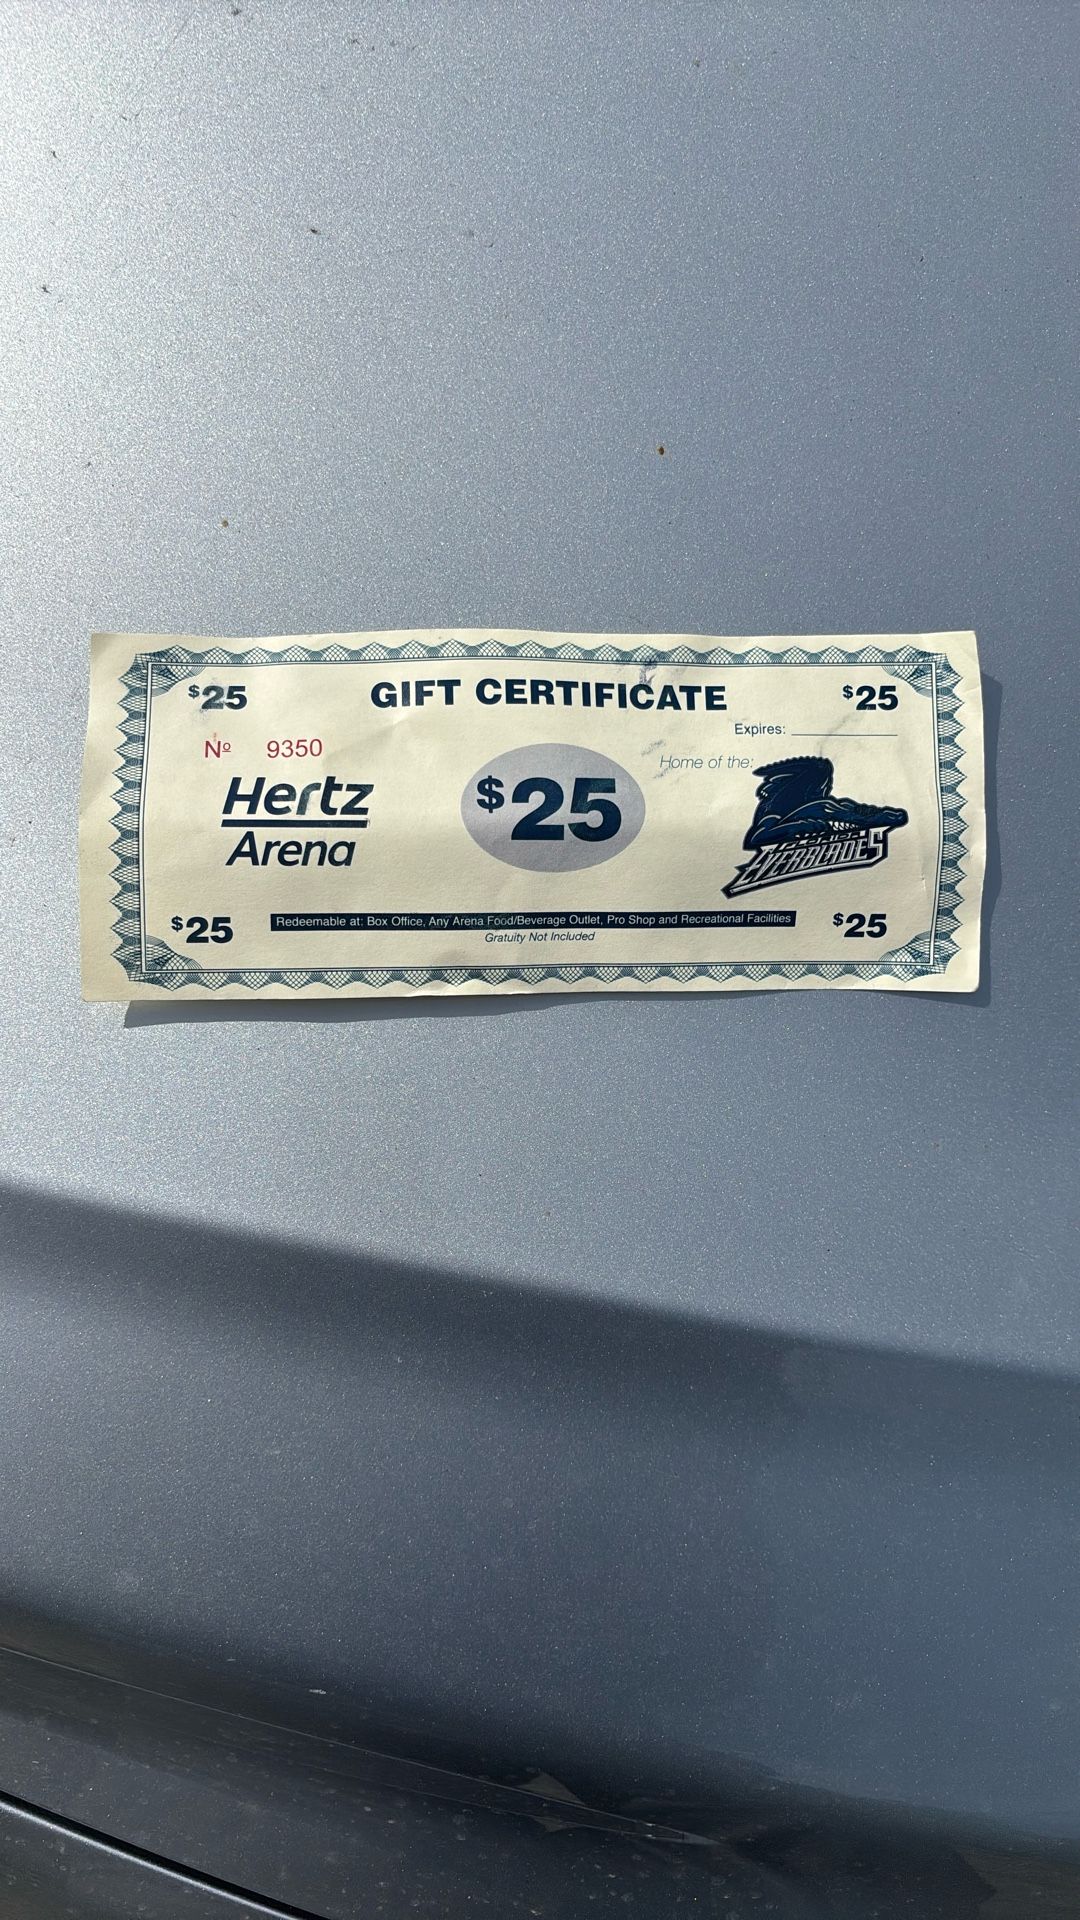 $25
GIFT CERTIFICATE
$25
Expires:
Nº 9350
Home of the:
Hertz
Arena
$25
FLORIDA
EVERBLADES
$25
Redeemable at: Box Office, Any Arena Food/Beverage Outlet, Pro Shop and Recreational Facilities
$25
Gratuity Not Included